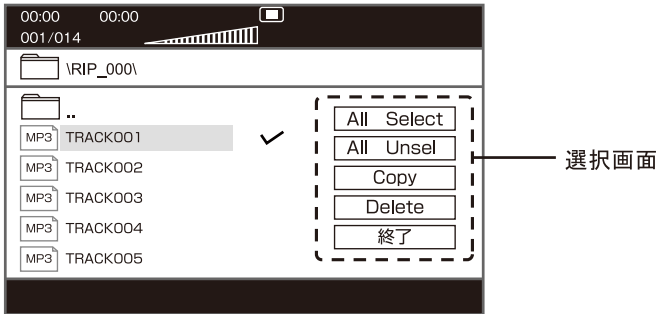 00:00 00:00
001/014
\RIP_000\
..
MP3 TRACK001
MP3 TRACK002
MP3 TRACK003
MP3 TRACK004
MP3 TRACK005
All Select
All Unsel
Copy
Delete
終了
選択画面